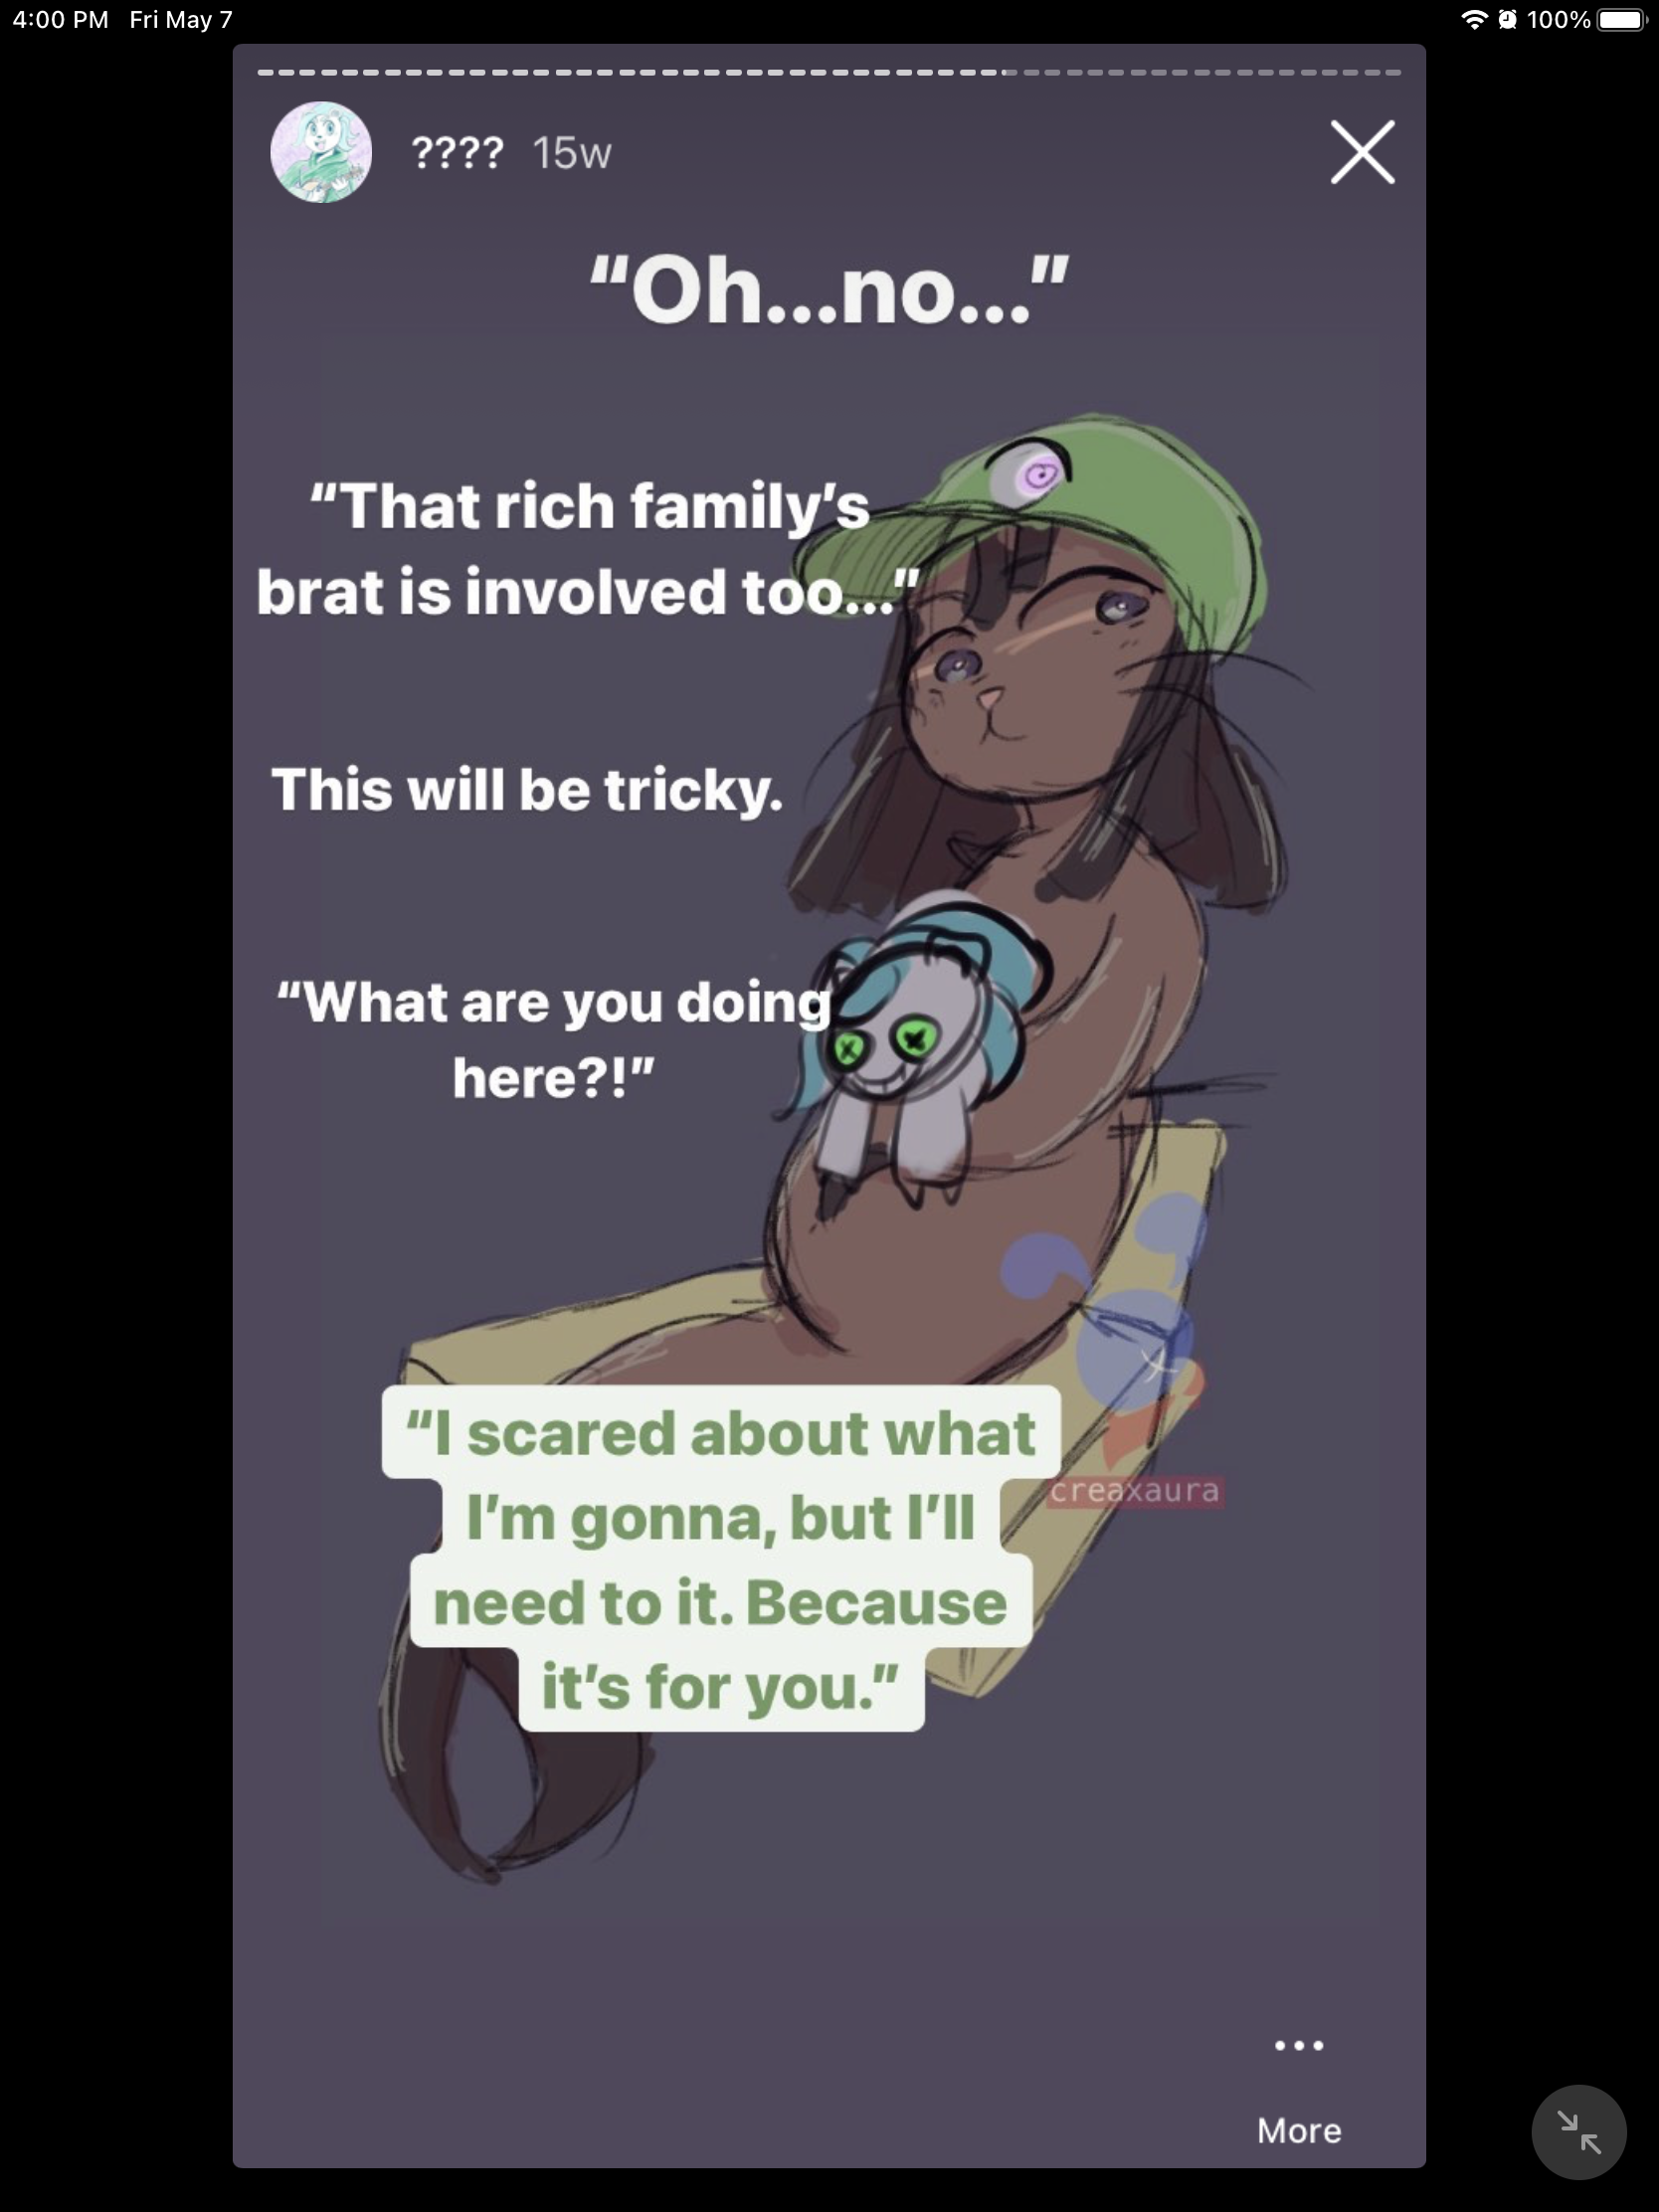 4:00 PM Fri May 7
100%
???? 15w
“Oh...no...”
“That rich family’s
brat is involved too...”
This will be tricky.
“What are you doing
here?!”
“I scared about what
I’m gonna, but I’ll
need to it. Because
it’s for you.”
creaxaura
More